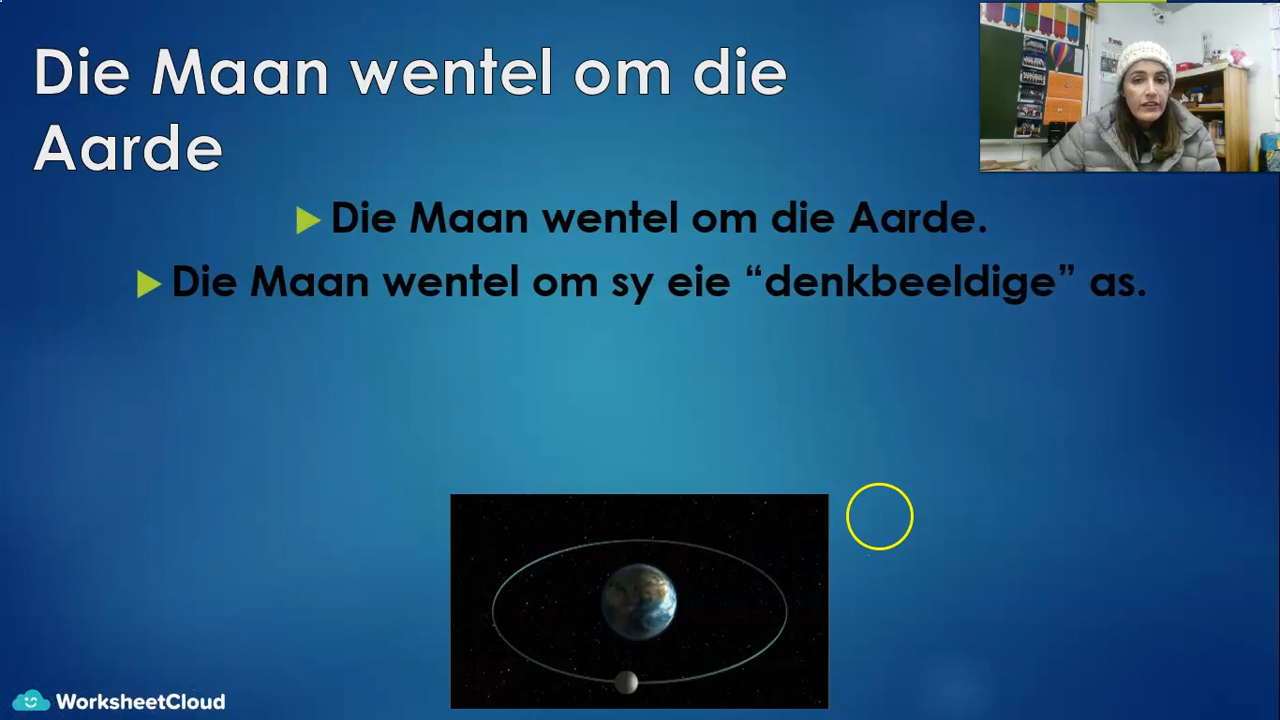 Die Maan wentel om die
Aarde
Die Maan wentel om die Aarde.
Die Maan wentel om sy eie “denkbeeldige” as.
WorksheetCloud